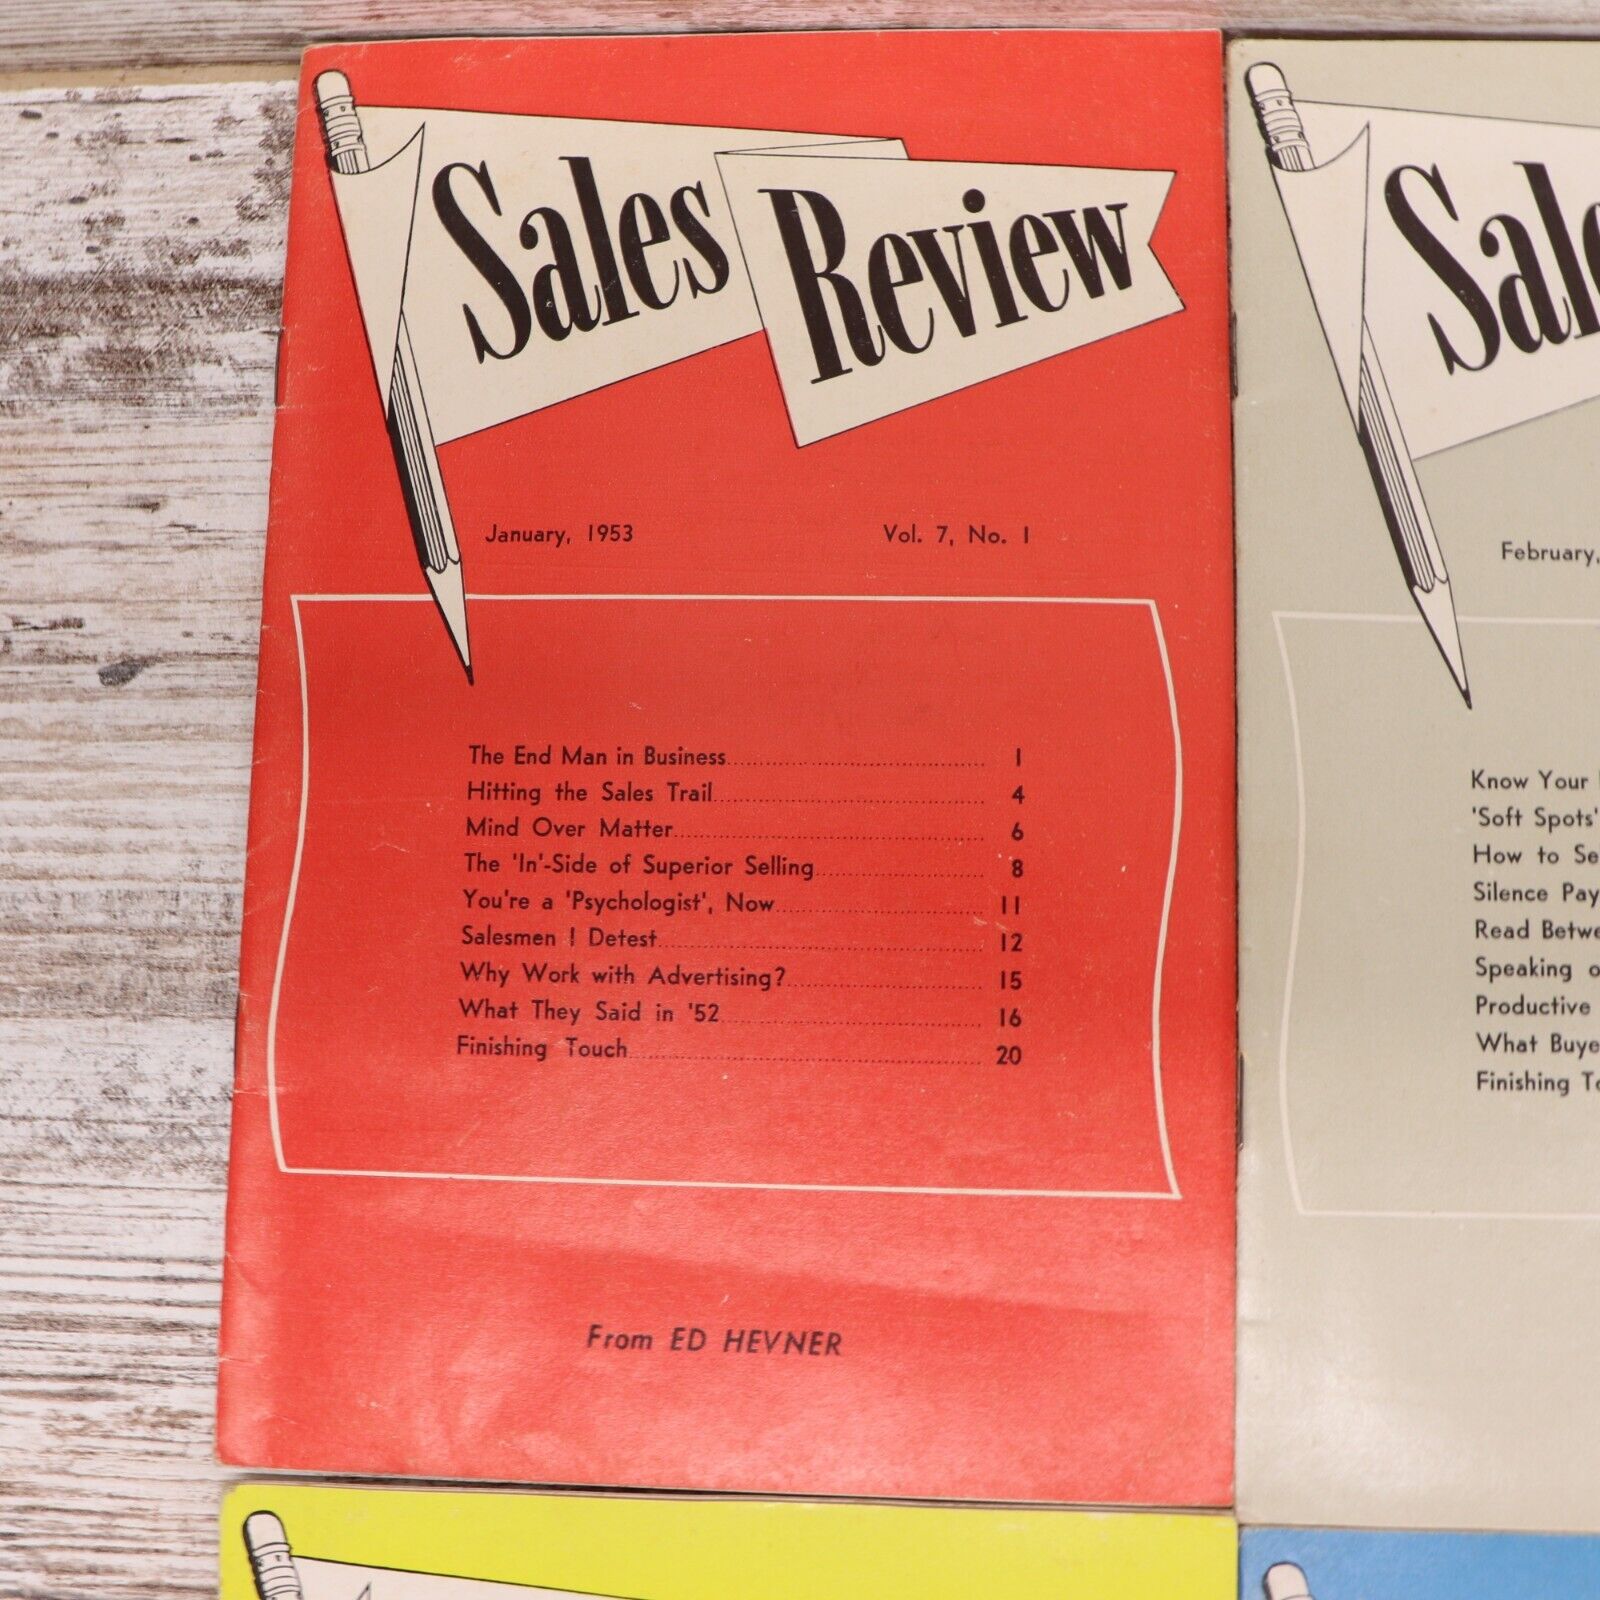 Sales Review
January, 1953 Vol. 7, No. 1
The End Man in Business 1
Hitting the Sales Trail 4
Mind Over Matter 6
The 'In'-Side of Superior Selling 8
You're a 'Psychologist', Now 11
Salesmen I Detest 12
Why Work with Advertising? 15
What They Said in '52 16
Finishing Touch 20
From ED HEVNER
February,
Know Your
'Soft Spots'
How to
Silence
Read
Speaking
Productive
What
Finishing